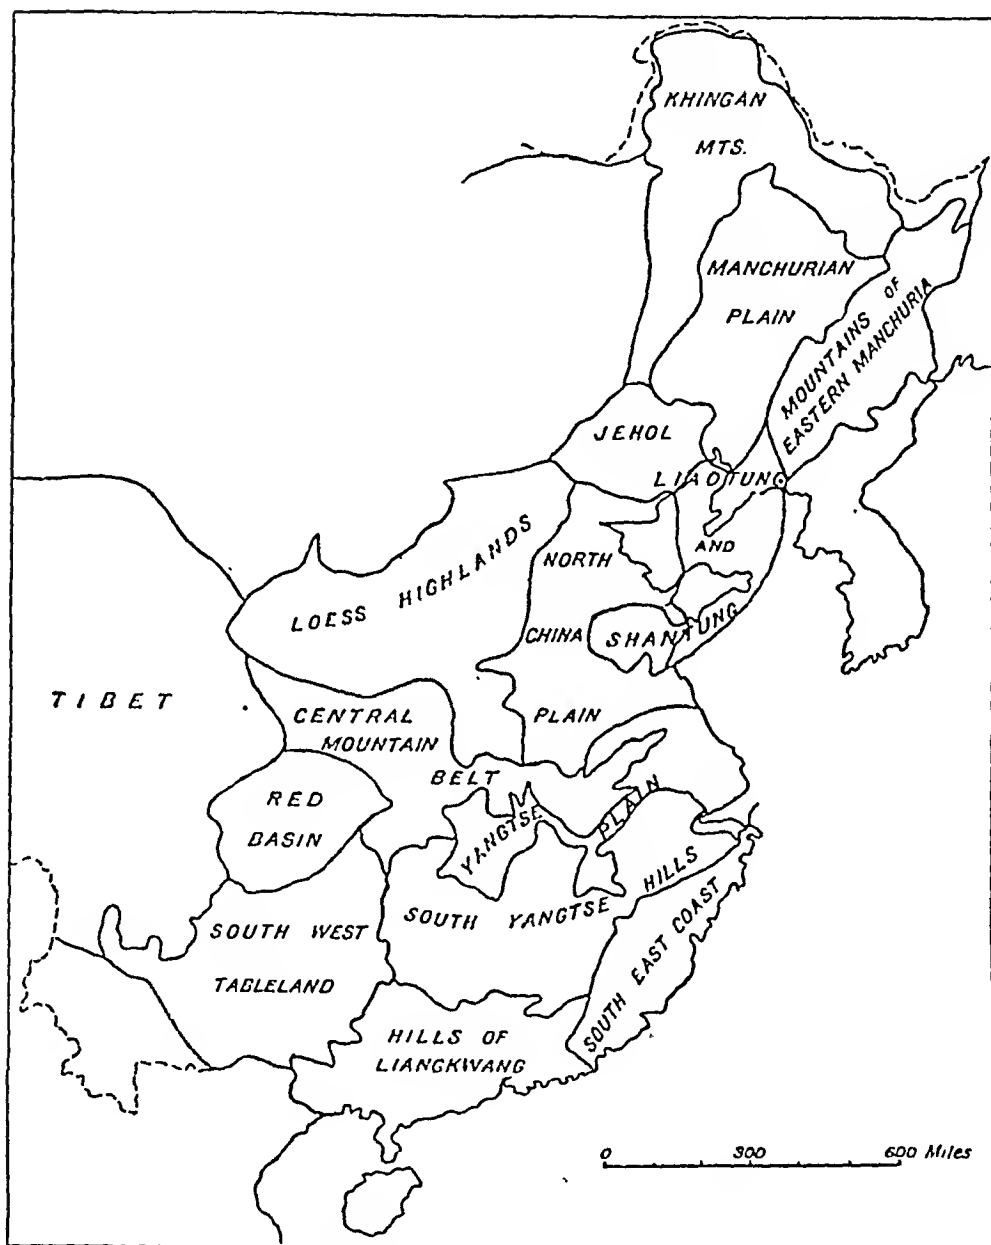 KHINGAN
MTS.
MANCHURIAN
PLAIN
MOUNTAINS OF
EASTERN MANCHURIA
JEHOL
LIAOTUNG
AND
SHANTUNG
NORTH
CHINA
PLAIN
LOESS HIGHLANDS
TIBET
CENTRAL
MOUNTAIN
BELT
RED
BASIN
YANGTSE
PLAIN
SOUTH YANGTSE HILLS
SOUTH WEST
TABLELAND
SOUTH EAST COAST
HILLS OF
LIANGKWANG
0 300 600 Miles